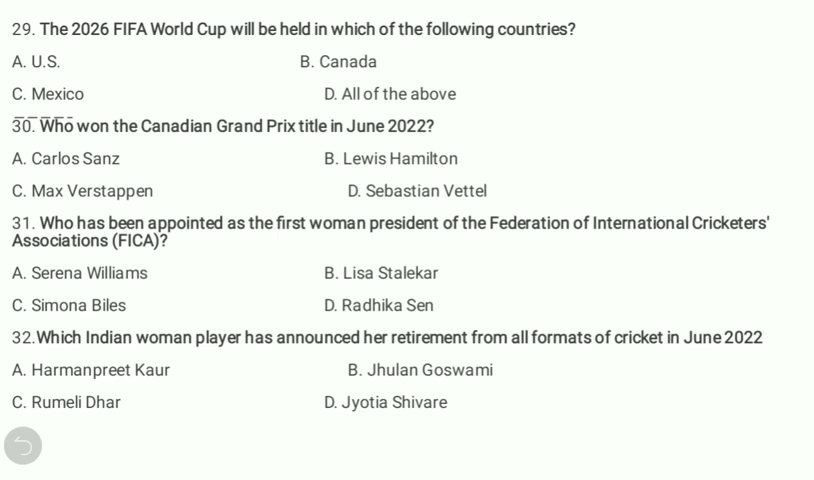 29. The 2026 FIFA World Cup will be held in which of the following countries?
A. U.S. B. Canada
C. Mexico D. All of the above
30. Who won the Canadian Grand Prix title in June 2022?
A. Carlos Sanz B. Lewis Hamilton
C. Max Verstappen D. Sebastian Vettel
31. Who has been appointed as the first woman president of the Federation of International Cricketers'
Associations (FICA)?
A. Serena Williams B. Lisa Stalekar
C. Simona Biles D. Radhika Sen
32.Which Indian woman player has announced her retirement from all formats of cricket in June 2022
A. Harmanpreet Kaur B. Jhulan Goswami
C. Rumeli Dhar D. Jyotia Shivare